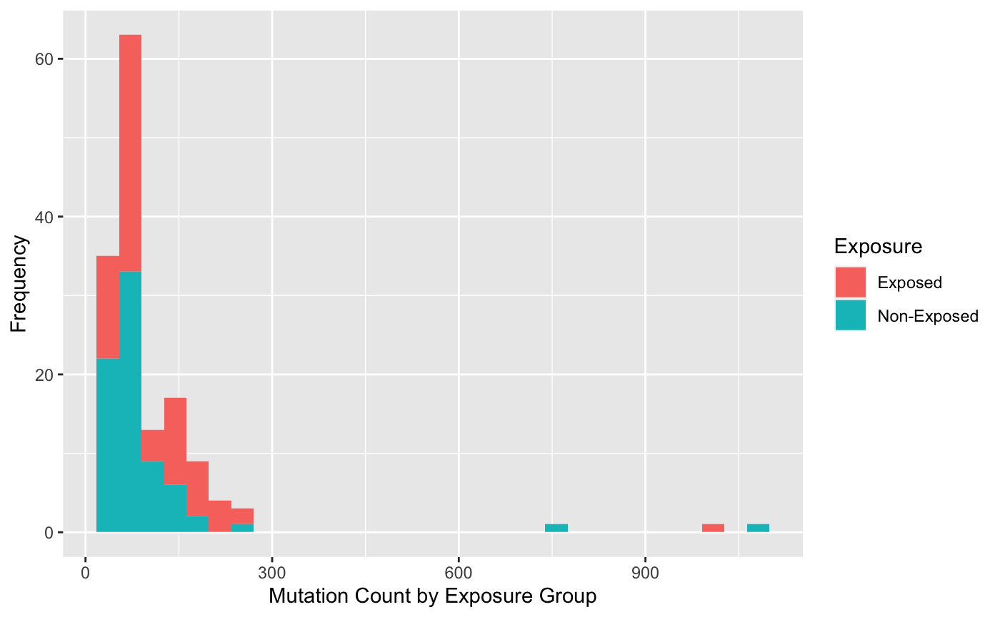 60
40
20
0
Frequency
0 300 600 900
Mutation Count by Exposure Group
Exposure
Exposed
Non-Exposed